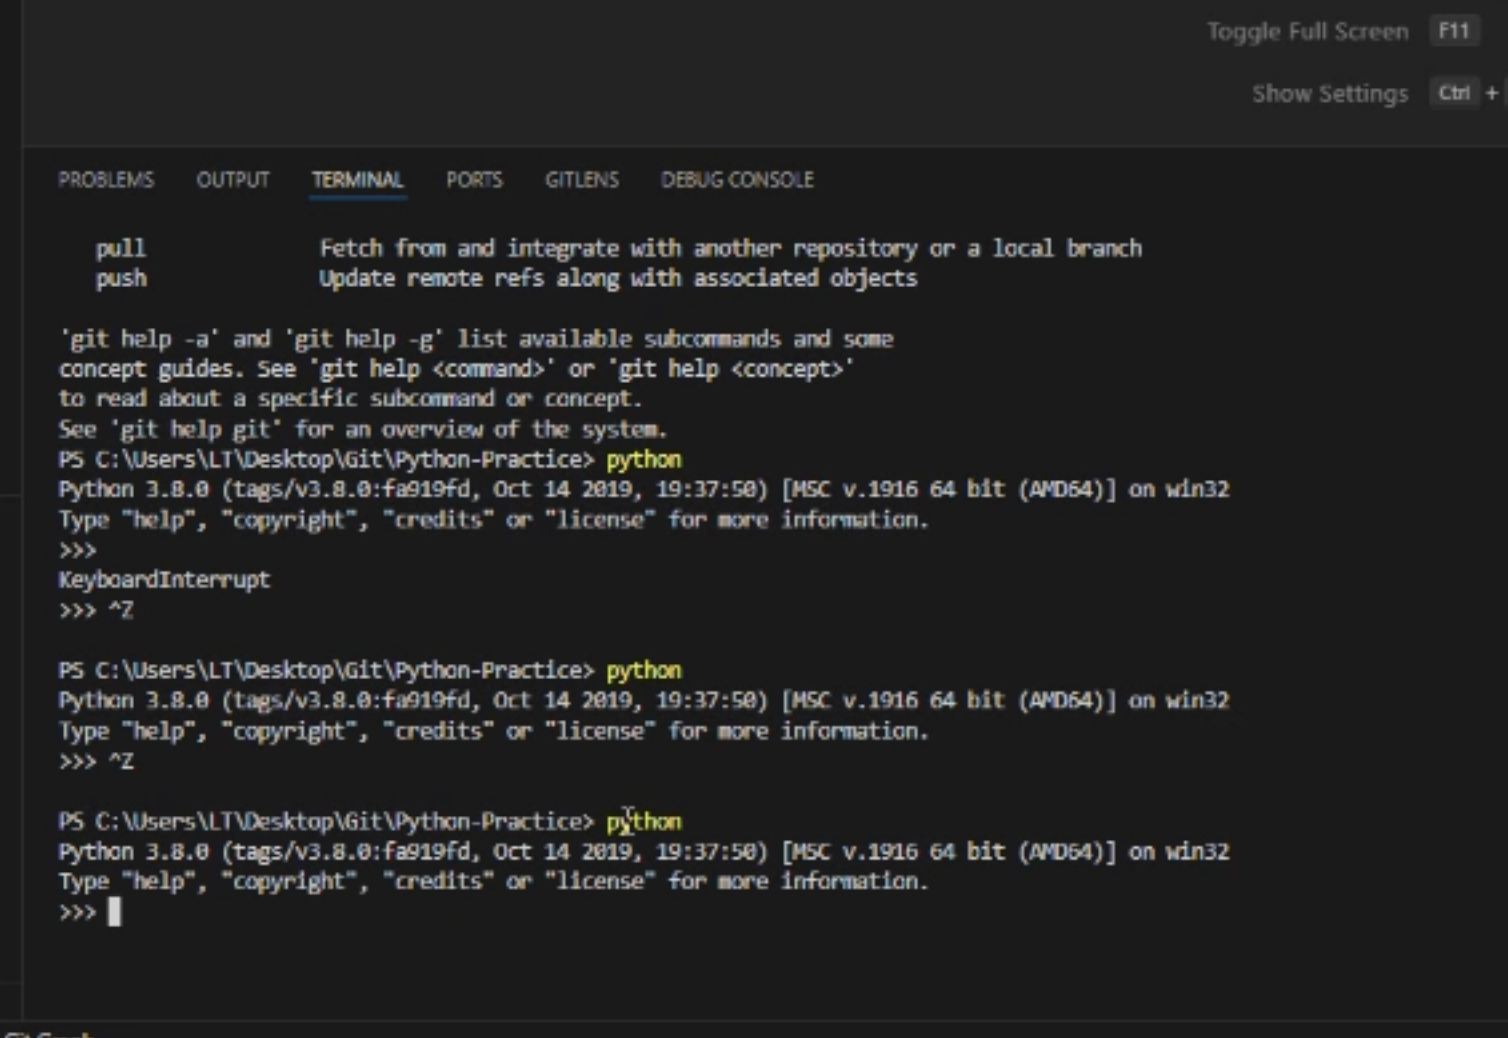 Toggle Full Screen F11
Show Settings Ctrl +
PROBLEMS OUTPUT TERMINAL PORTS GITLENS DEBUG CONSOLE
pull Fetch from and integrate with another repository or a local branch
push Update remote refs along with associated objects
'git help -a' and 'git help -g' list available subcommands and some
concept guides. See 'git help <command>' or 'git help <concept>'
to read about a specific subcommand or concept.
See 'git help git' for an overview of the system.
PS C:\Users\LT\Desktop\Git\Python-Practice> python
Python 3.8.0 (tags/v3.8.0:fa919fd, Oct 14 2019, 19:37:50) [MSC v.1916 64 bit (AMD64)] on win32
Type "help", "copyright", "credits" or "license" for more information.
>>>
KeyboardInterrupt
>>> ^Z
PS C:\Users\LT\Desktop\Git\Python-Practice> python
Python 3.8.0 (tags/v3.8.0:fa919fd, Oct 14 2019, 19:37:50) [MSC v.1916 64 bit (AMD64)] on win32
Type "help", "copyright", "credits" or "license" for more information.
>>> ^Z
PS C:\Users\LT\Desktop\Git\Python-Practice> python
Python 3.8.0 (tags/v3.8.0:fa919fd, Oct 14 2019, 19:37:50) [MSC v.1916 64 bit (AMD64)] on win32
Type "help", "copyright", "credits" or "license" for more information.
>>>